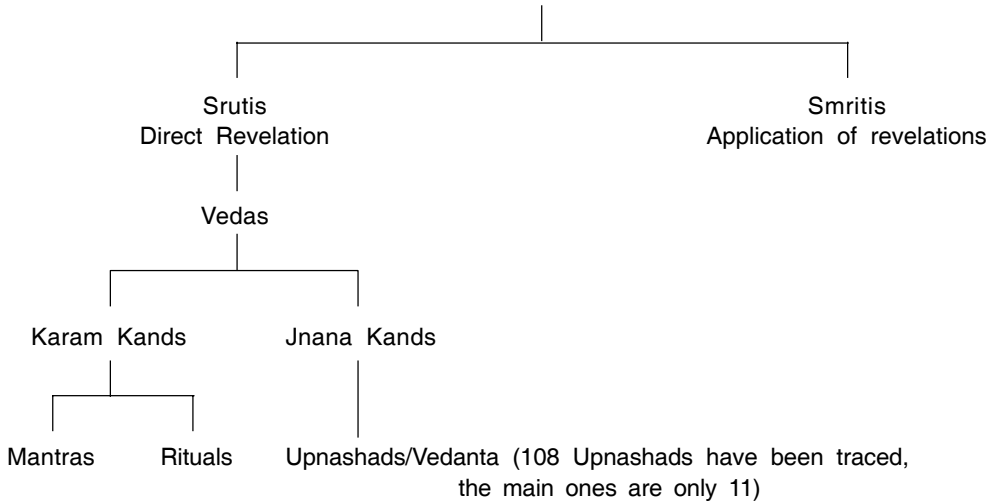 Srutis
Smritis
Direct Revelation
Application of revelations
Vedas
Karam Kands
Jnana Kands
Mantras
Rituals
Upnashads/Vedanta (108 Upnashads have been traced,
the main ones are only 11)